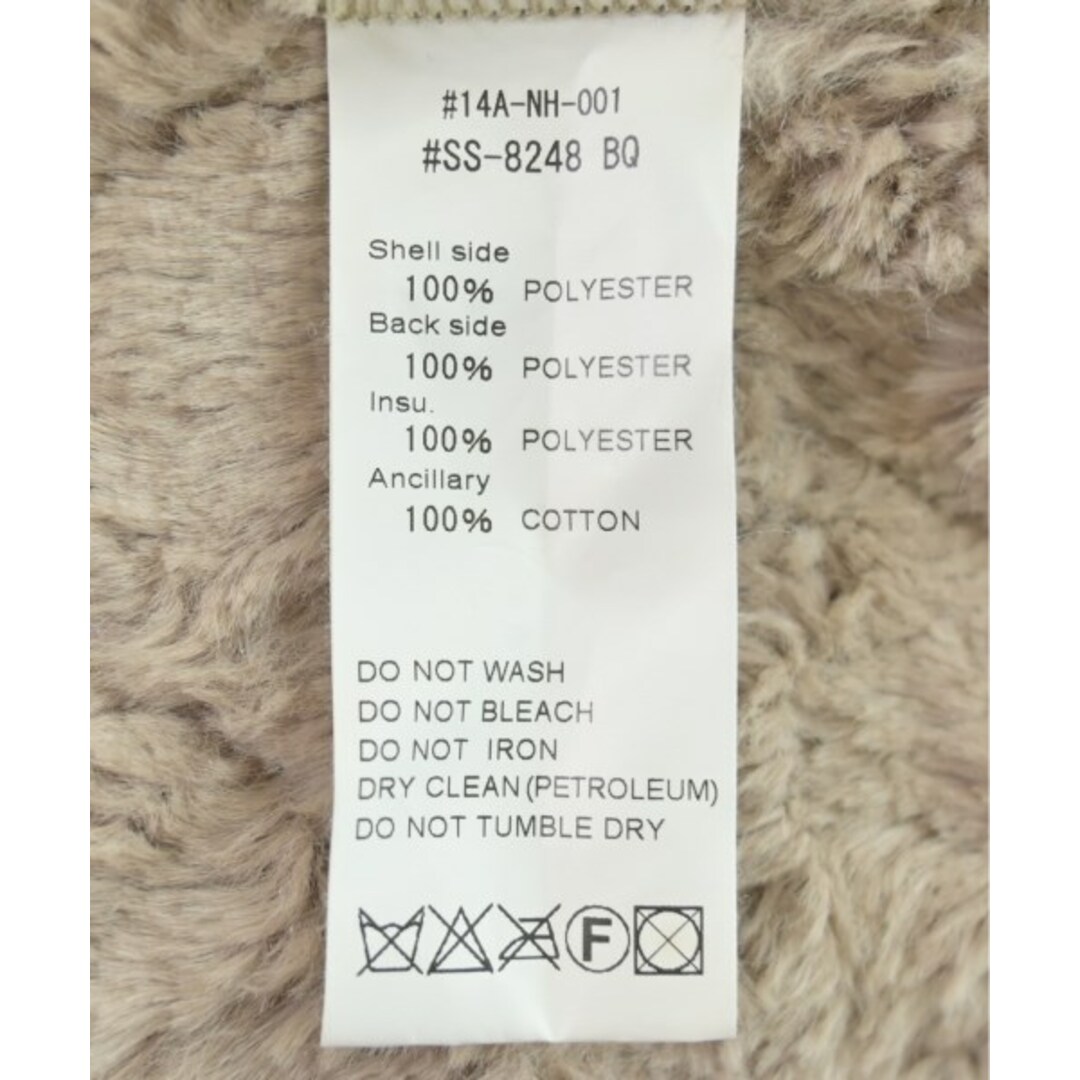 #14A-NH-001
#SS-8248 BQ
Shell side
100% POLYESTER
Back side
100% POLYESTER
Insu.
100% POLYESTER
Ancillary
100% COTTON
DO NOT WASH
DO NOT BLEACH
DO NOT IRON
DRY CLEAN(PETROLEUM)
DO NOT TUMBLE DRY
F